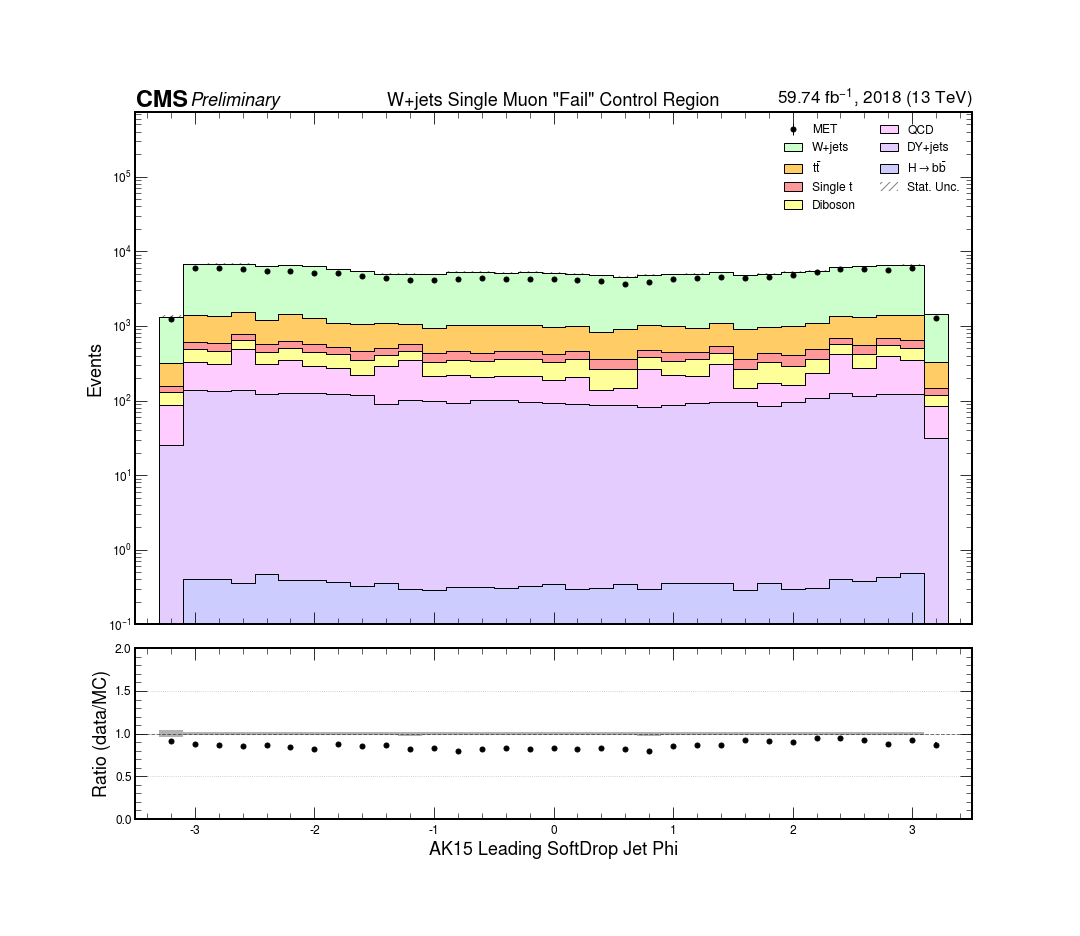 CMS Preliminary W+jets Single Muon "Fail" Control Region 59.74 fb⁻¹, 2018 (13 TeV)
MET QCD
W+jets DY+jets
tt̄ H→bb̄
Single t Stat. Unc.
Diboson
10⁵
10⁴
10³
10²
10¹
10⁰
10⁻¹
Events
2.0
1.5
1.0
0.5
0.0
Ratio (data/MC)
-3 -2 -1 0 1 2 3
AK15 Leading SoftDrop Jet Phi